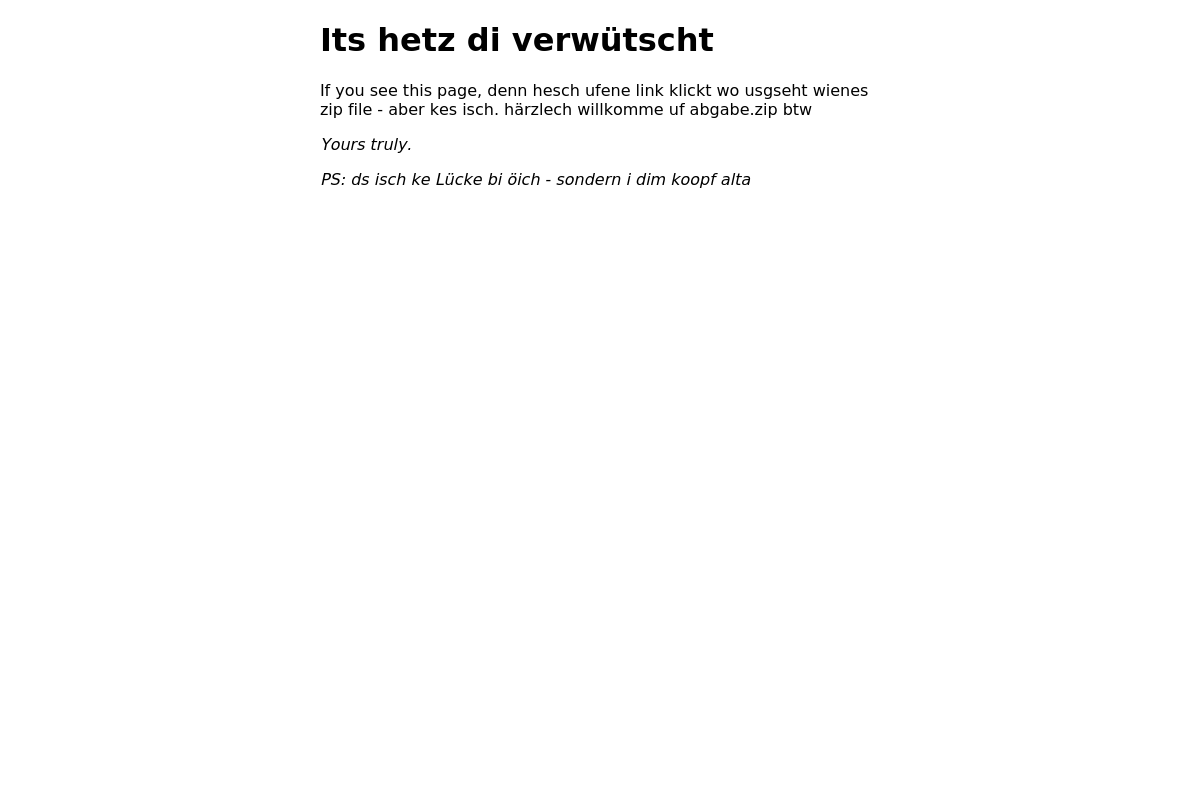 Its hetz di verwütscht
If you see this page, denn hesch ufene link klickt wo usgseht wienes
zip file - aber kes isch. härzlech willkomme uf abgabe.zip btw
Yours truly.
PS: ds isch ke Lücke bi öich - sondern i dim koopf alta